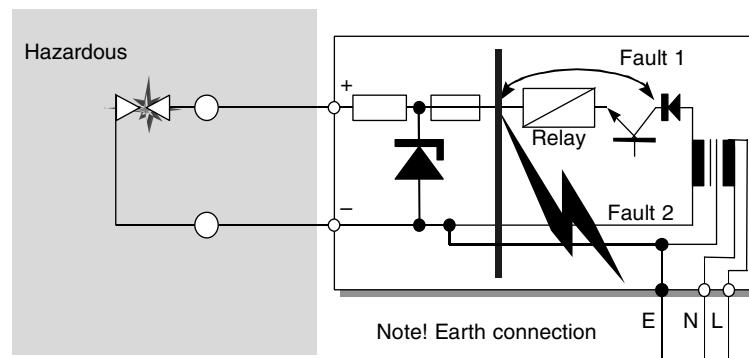 Hazardous
Fault 1
+
Relay
–
Fault 2
E N L
Note! Earth connection